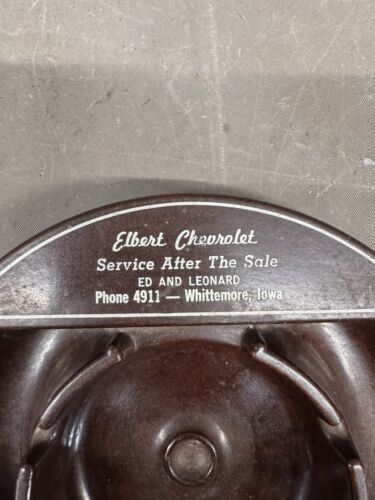 Elbert Chevrolet
Service After The Sale
ED AND LEONARD
Phone 4911 — Whittemore, Iowa